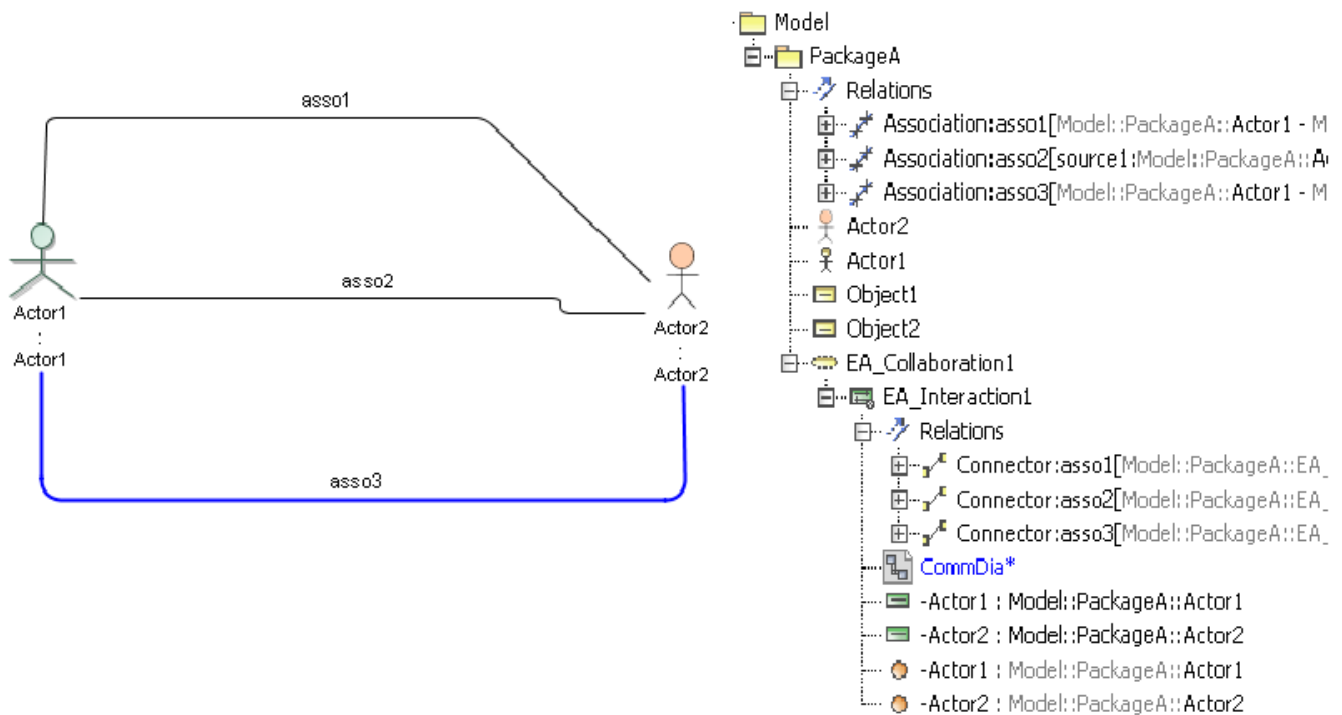 asso1
asso2
Actor1
:
Actor1
Actor2
:
Actor2
asso3
Model
PackageA
Relations
Association:asso1[Model::PackageA::Actor1 - M
Association:asso2[source1:Model::PackageA::A
Association:asso3[Model::PackageA::Actor1 - M
Actor2
Actor1
Object1
Object2
EA_Collaboration1
EA_Interaction1
Relations
Connector:asso1[Model::PackageA::EA_
Connector:asso2[Model::PackageA::EA_
Connector:asso3[Model::PackageA::EA_
CommDia*
-Actor1 : Model::PackageA::Actor1
-Actor2 : Model::PackageA::Actor2
-Actor1 : Model::PackageA::Actor1
-Actor2 : Model::PackageA::Actor2